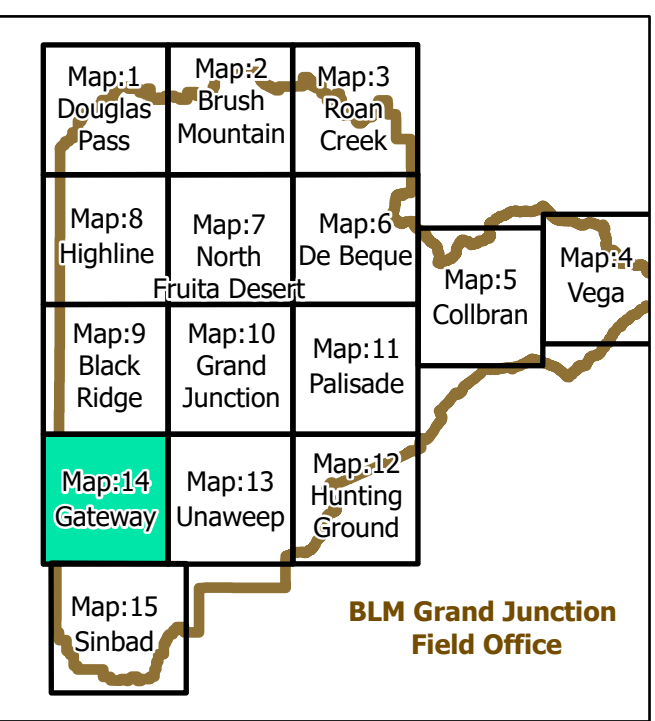 Map:1
Douglas
Pass
Map:2
Brush
Mountain
Map:3
Roan
Creek
Map:8
Highline
Map:7
North
Fruita Desert
Map:6
De Beque
Map:5
Collbran
Map:4
Vega
Map:9
Black
Ridge
Map:10
Grand
Junction
Map:11
Palisade
Map:14
Gateway
Map:13
Unaweep
Map:12
Hunting
Ground
Map:15
Sinbad
BLM Grand Junction
Field Office